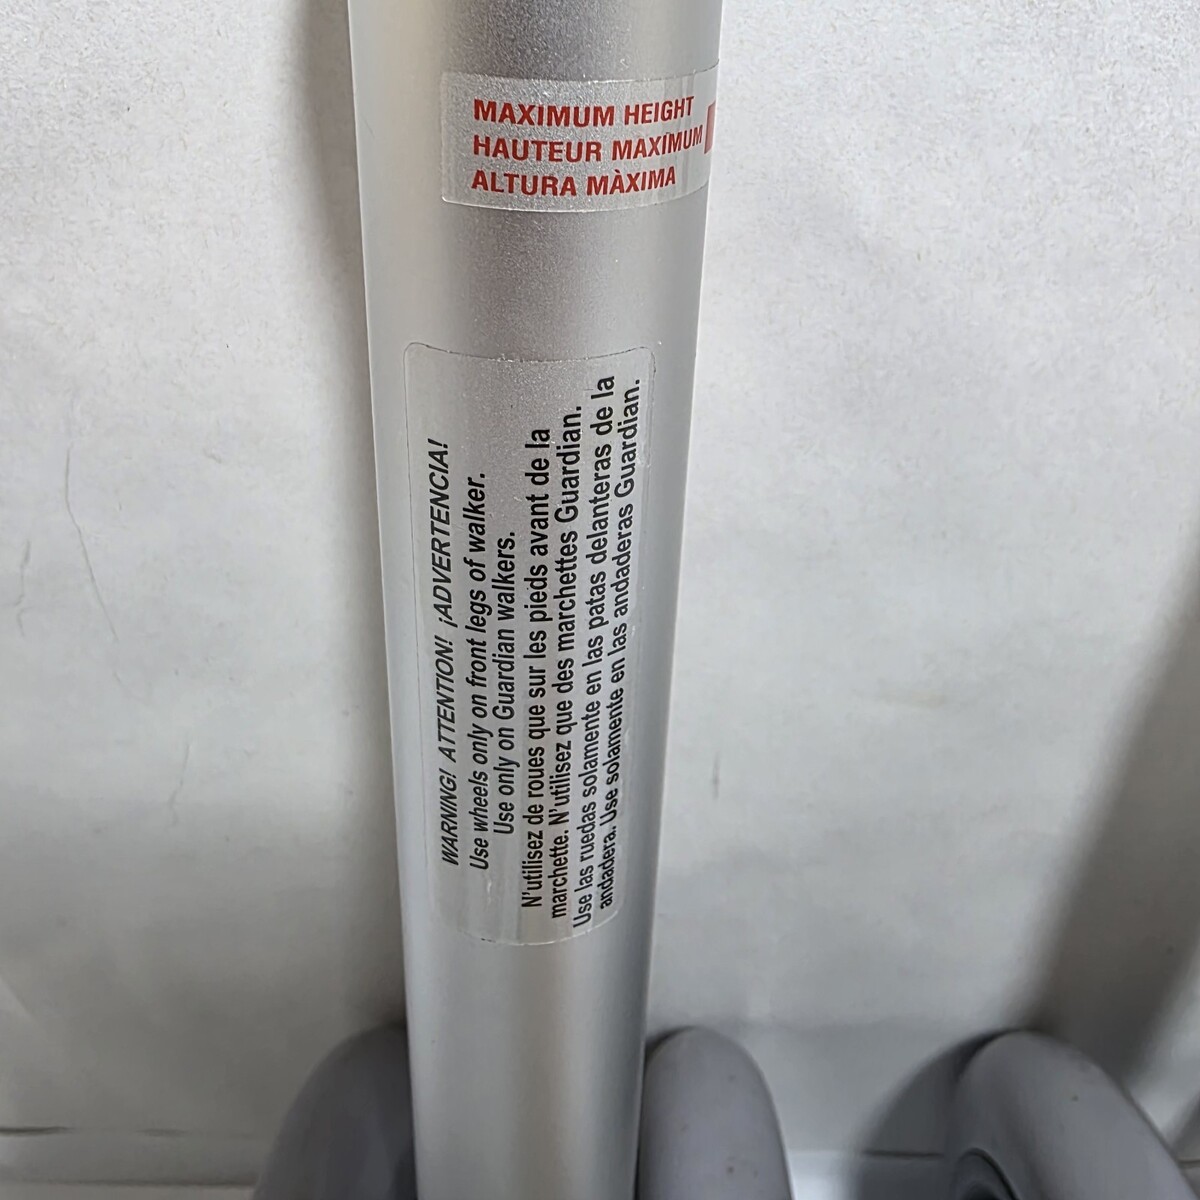 MAXIMUM HEIGHT
HAUTEUR MAXIMUM
ALTURA MÀXIMA
WARNING! ATTENTION! ¡ADVERTENCIA!
Use wheels only on front legs of walker.
Use only on Guardian walkers.
N'utilisez de roues que sur les pieds avant de la
marchette. N'utilisez que des marchettes Guardian.
Use las ruedas solamente en las patas delanteras de la
andadera. Use solamente en las andaderas Guardian.